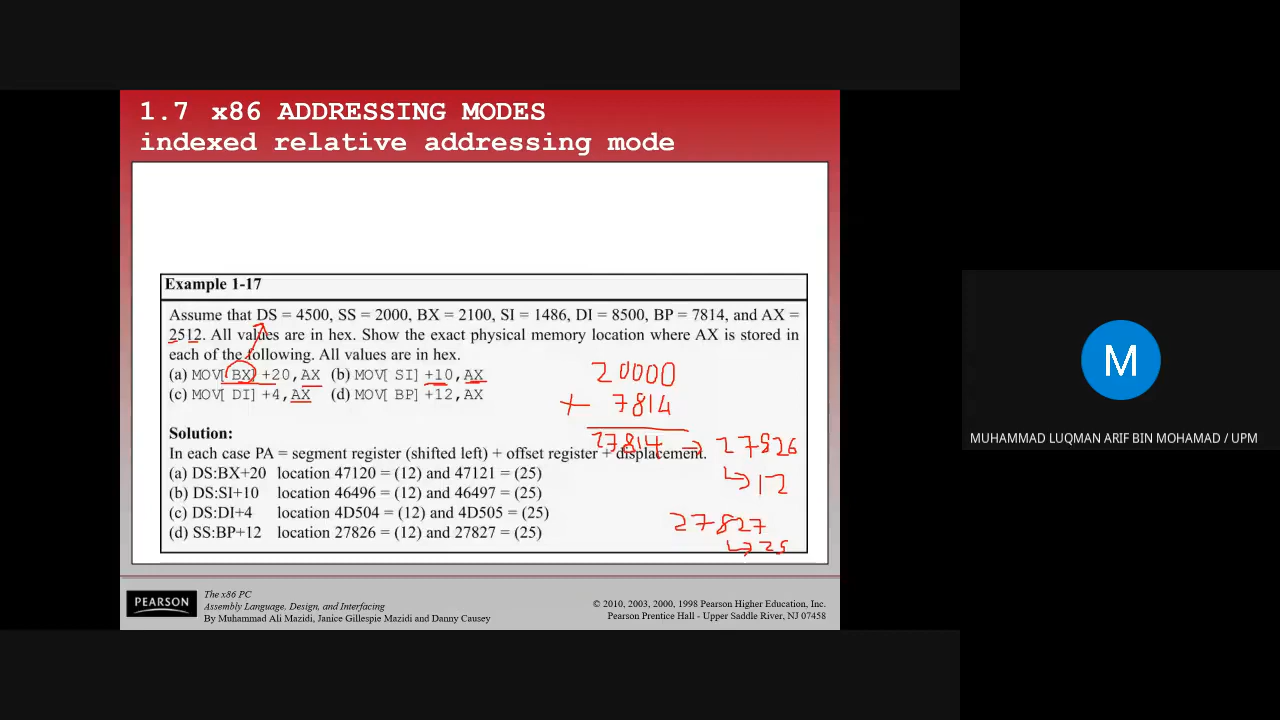 1.7 x86 ADDRESSING MODES
indexed relative addressing mode
Example 1-17
Assume that DS = 4500, SS = 2000, BX = 2100, SI = 1486, DI = 8500, BP = 7814, and AX =
2512. All values are in hex. Show the exact physical memory location where AX is stored in
each of the following. All values are in hex.
(a) MOV[ BX] +20,AX (b) MOV[ SI] +10,AX
(c) MOV[ DI] +4,AX (d) MOV[ BP] +12,AX
20000
+ 7814
27814 → 27826
↳ 12
27827
↳ 25
Solution:
In each case PA = segment register (shifted left) + offset register + displacement.
(a) DS:BX+20 location 47120 = (12) and 47121 = (25)
(b) DS:SI+10 location 46496 = (12) and 46497 = (25)
(c) DS:DI+4 location 4D504 = (12) and 4D505 = (25)
(d) SS:BP+12 location 27826 = (12) and 27827 = (25)
PEARSON
The x86 PC
Assembly Language, Design, and Interfacing
By Muhammad Ali Mazidi, Janice Gillespie Mazidi and Danny Causey
© 2010, 2003, 2000, 1998 Pearson Higher Education, Inc.
Pearson Prentice Hall - Upper Saddle River, NJ 07458
M
MUHAMMAD LUQMAN ARIF BIN MOHAMAD / UPM